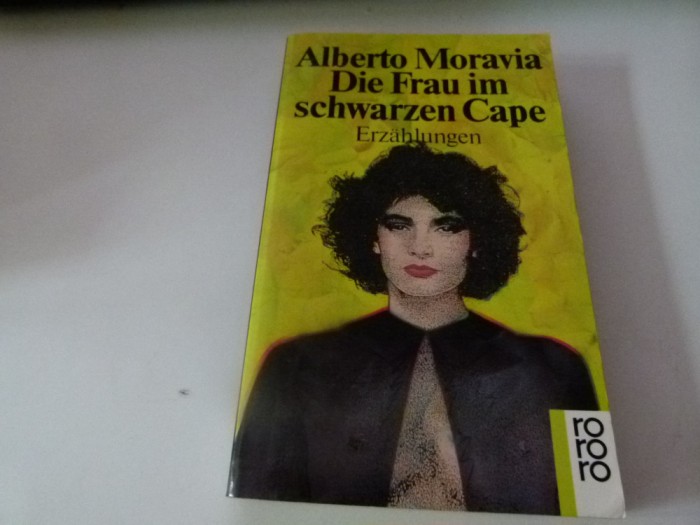 Alberto Moravia
Die Frau im
schwarzen Cape
Erzählungen
ro
ro
ro